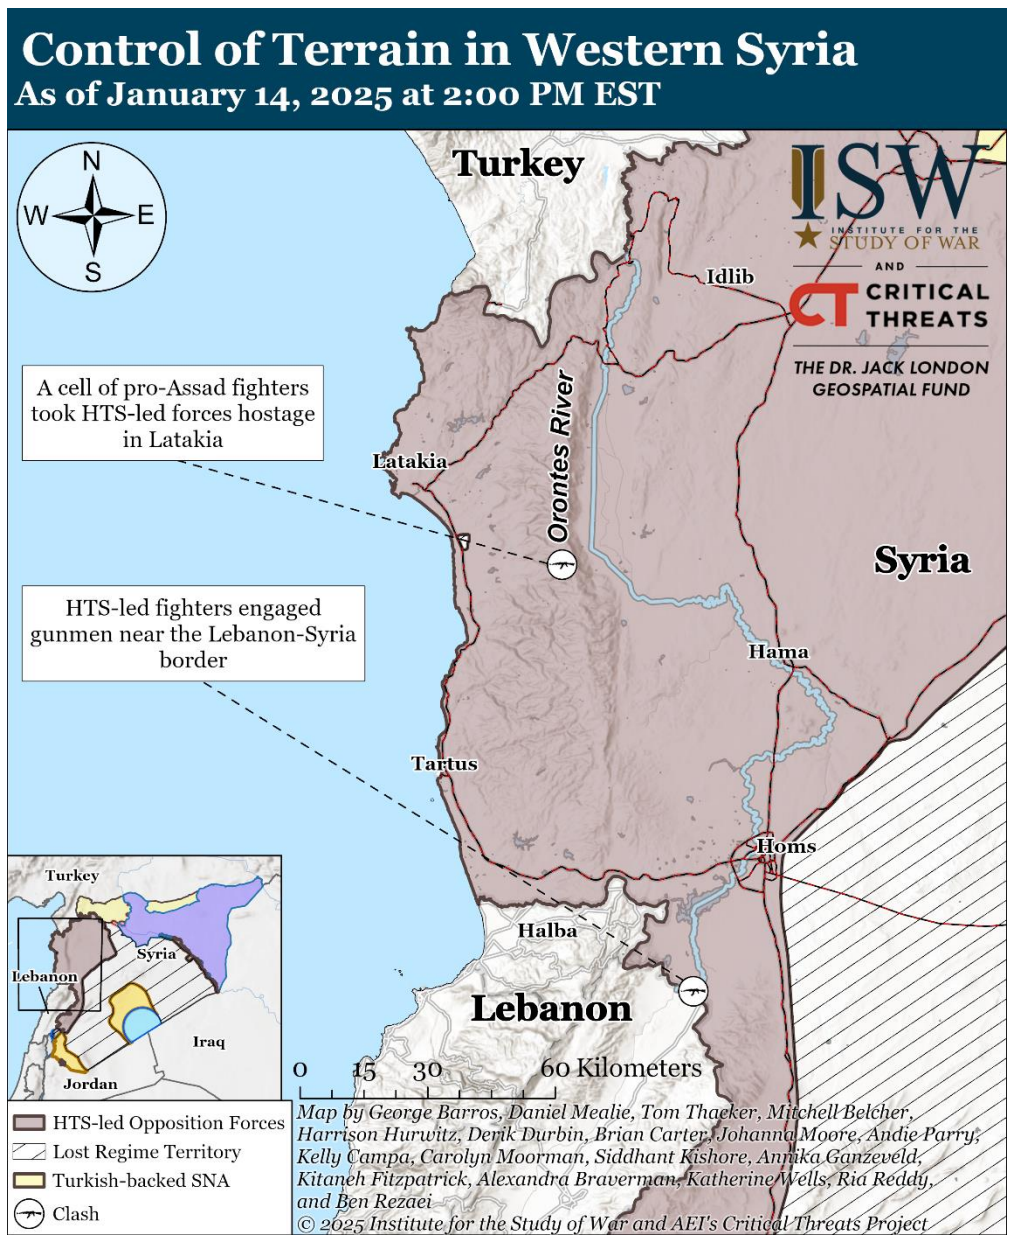 Control of Terrain in Western Syria
As of January 14, 2025 at 2:00 PM EST
N
W
E
S
Turkey
ISW
INSTITUTE FOR THE
STUDY OF WAR
AND
CT CRITICAL
THREATS
THE DR. JACK LONDON
GEOSPATIAL FUND
Idlib
A cell of pro-Assad fighters
took HTS-led forces hostage
in Latakia
Orontes River
Latakia
Syria
HTS-led fighters engaged
gunmen near the Lebanon-Syria
border
Hama
Tartus
Homs
Halba
Lebanon
Turkey
Syria
Lebanon
Iraq
Jordan
0 15 30 60 Kilometers
HTS-led Opposition Forces
Lost Regime Territory
Turkish-backed SNA
Clash
Map by George Barros, Daniel Mealie, Tom Thacker, Mitchell Belcher,
Harrison Hurwitz, Derik Durbin, Brian Carter, Johanna Moore, Andie Parry,
Kelly Campa, Carolyn Moorman, Siddhant Kishore, Annika Ganzeveld,
Kitaneh Fitzpatrick, Alexandra Braverman, Katherine Wells, Ria Reddy,
and Ben Rezaei
© 2025 Institute for the Study of War and AEI's Critical Threats Project